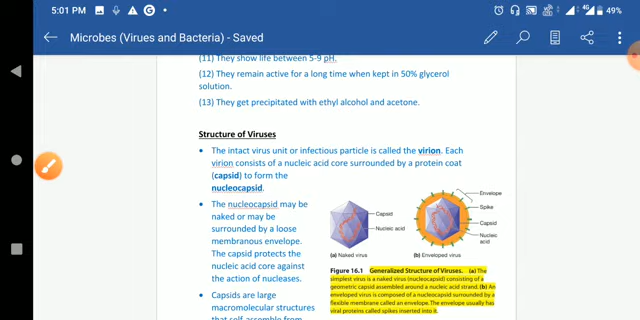 5:01 PM
4G
49%
Microbes (Virues and Bacteria) - Saved
(11) They show life between 5-9 pH.
(12) They remain active for a long time when kept in 50% glycerol
solution.
(13) They get precipitated with ethyl alcohol and acetone.
Structure of Viruses
• The intact virus unit or infectious particle is called the virion. Each
virion consists of a nucleic acid core surrounded by a protein coat
(capsid) to form the
nucleocapsid.
• The nucleocapsid may be
naked or may be
surrounded by a loose
membranous envelope.
The capsid protects the
nucleic acid core against
the action of nucleases.
• Capsids are large
macromolecular structures
that self-assemble from
Capsid
Nucleic acid
(a) Naked virus
Envelope
Spike
Capsid
Nucleic
acid
(b) Enveloped virus
Figure 16.1 Generalized Structure of Viruses. (a) The
simplest virus is a naked virus (nucleocapsid) consisting of a
geometric capsid assembled around a nucleic acid strand. (b) An
enveloped virus is composed of a nucleocapsid surrounded by a
flexible membrane called an envelope. The envelope usually has
viral proteins called spikes inserted into it.